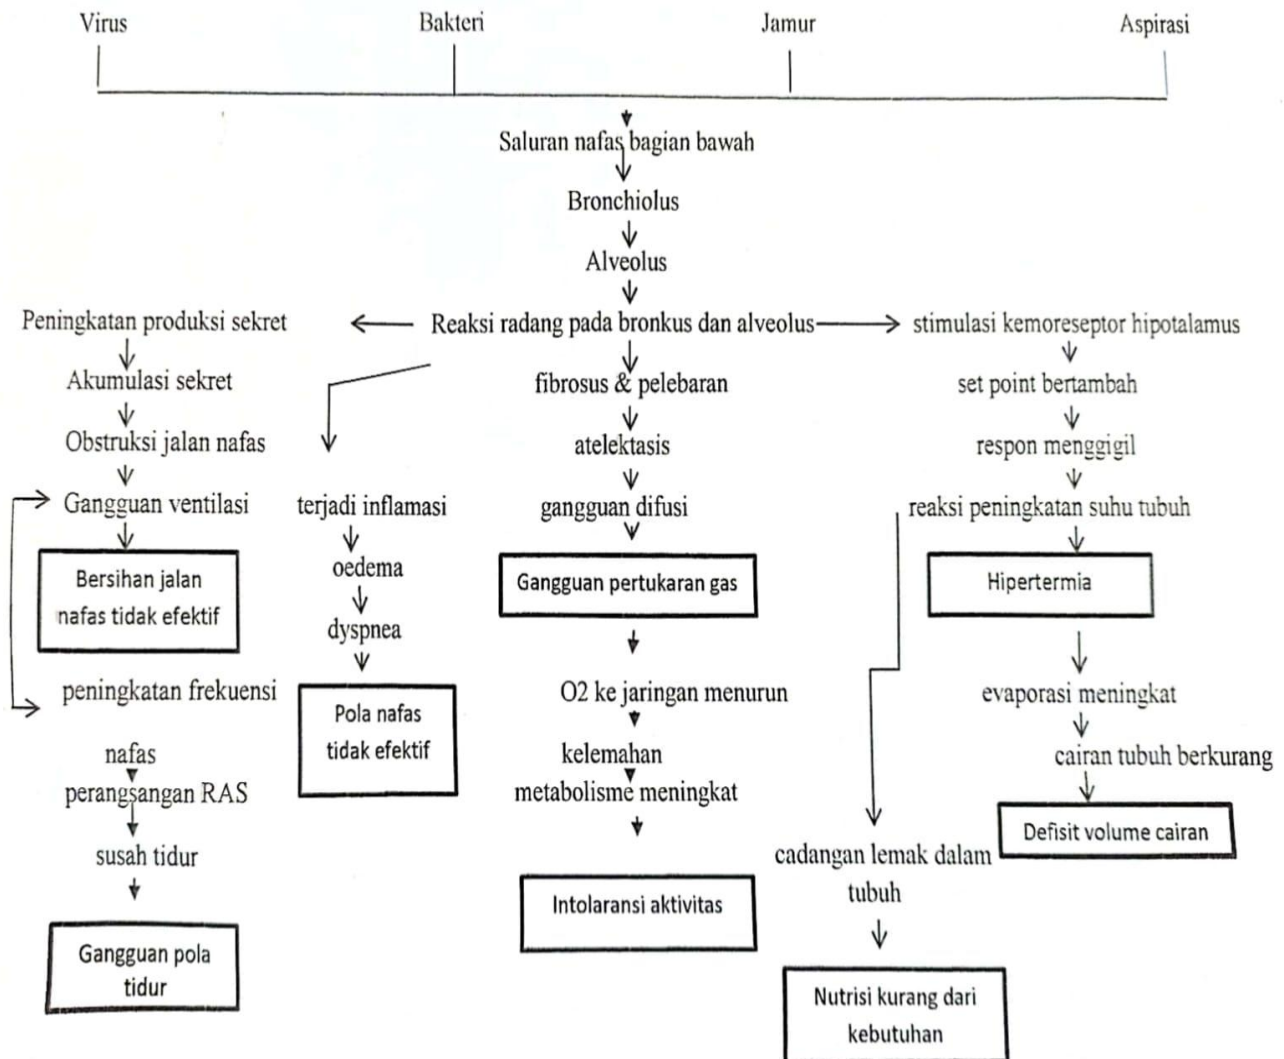 Virus
Bakteri
Jamur
Aspirasi
Saluran nafas bagian bawah
Bronchiolus
Alveolus
Peningkatan produksi sekret
Reaksi radang pada bronkus dan alveolus
stimulasi kemoreseptor hipotalamus
Akumulasi sekret
fibrosus & pelebaran
set point bertambah
Obstruksi jalan nafas
atelektasis
respon menggigil
Gangguan ventilasi
terjadi inflamasi
gangguan difusi
reaksi peningkatan suhu tubuh
Bersihan jalan
nafas tidak efektif
oedema
Gangguan pertukaran gas
Hipertermia
dyspnea
peningkatan frekuensi
nafas
Pola nafas
tidak efektif
O2 ke jaringan menurun
evaporasi meningkat
kelemahan
cairan tubuh berkurang
perangsangan RAS
metabolisme meningkat
Defisit volume cairan
susah tidur
cadangan lemak dalam
tubuh
Intolaransi aktivitas
Gangguan pola
tidur
Nutrisi kurang dari
kebutuhan